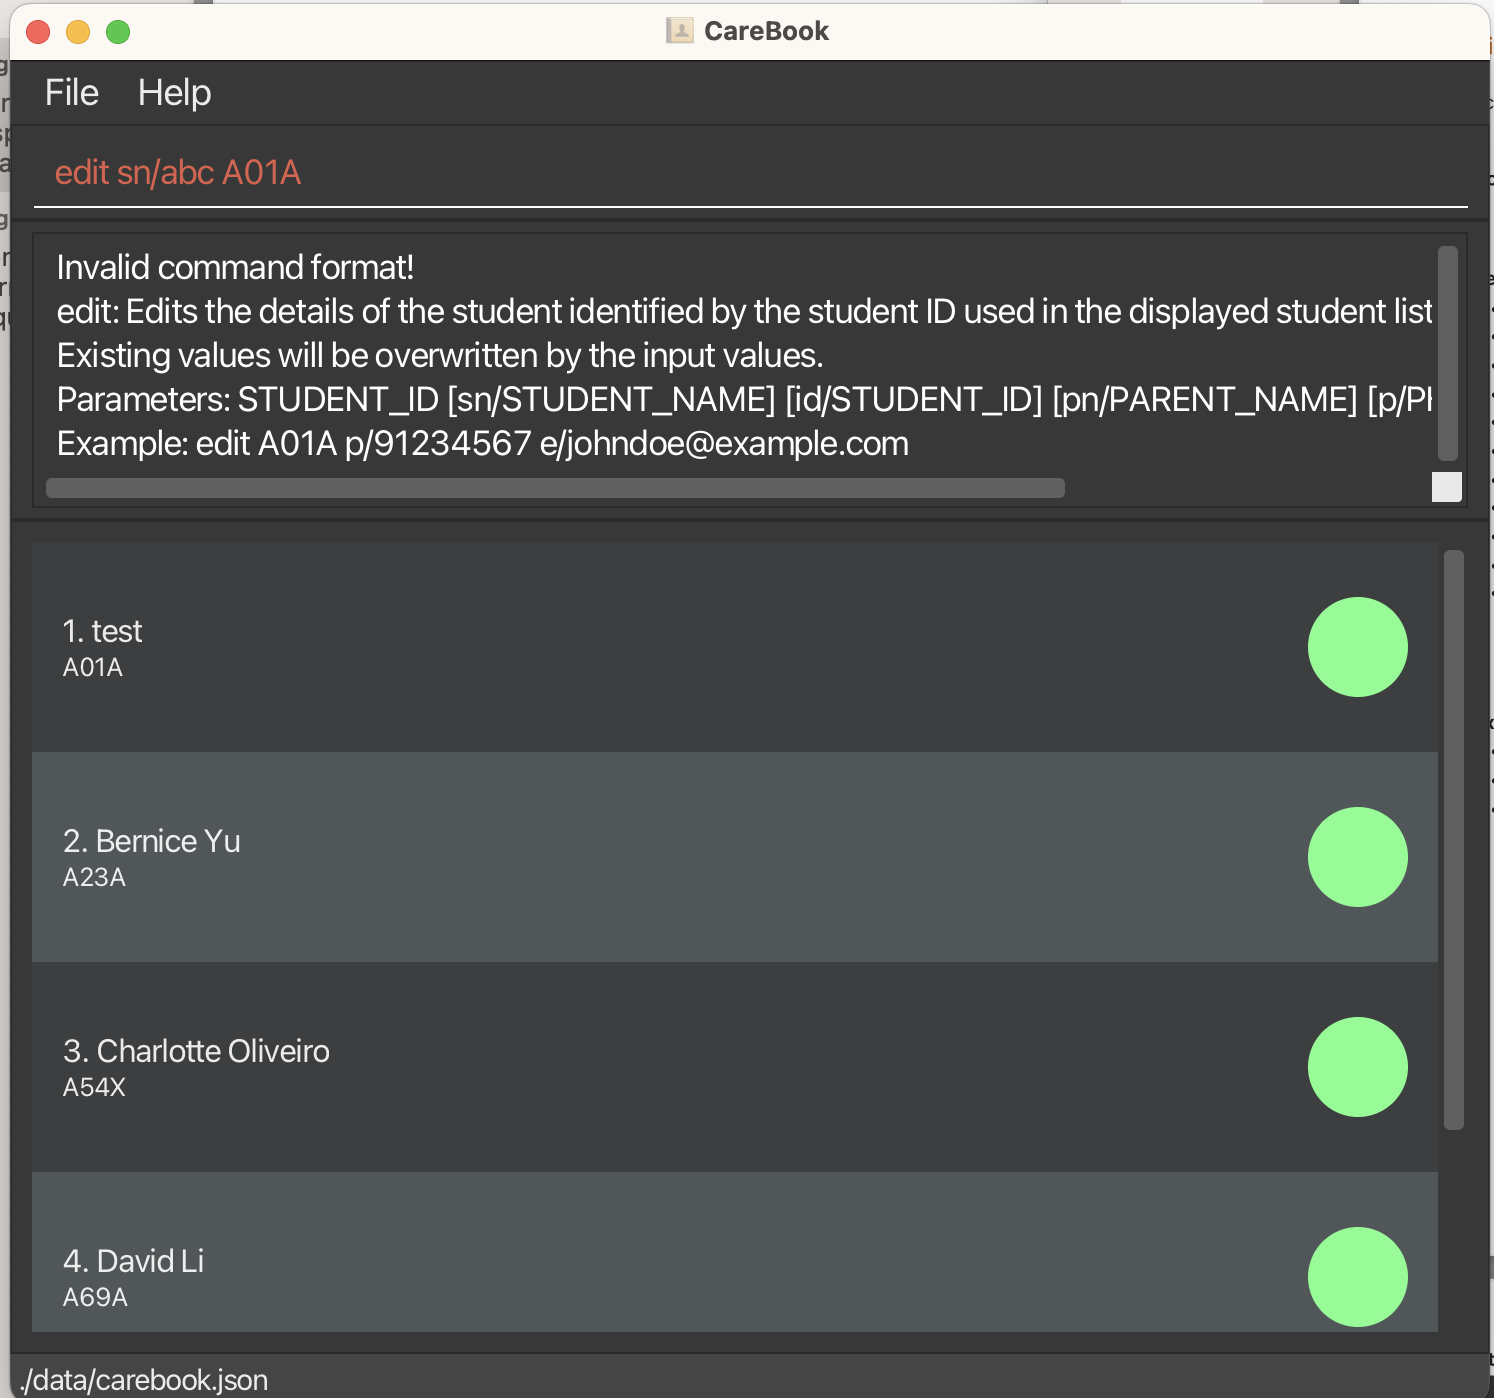 CareBook
File Help
edit sn/abc A01A
Invalid command format!
edit: Edits the details of the student identified by the student ID used in the displayed student list
Existing values will be overwritten by the input values.
Parameters: STUDENT_ID [sn/STUDENT_NAME] [id/STUDENT_ID] [pn/PARENT_NAME] [p/PH
Example: edit A01A p/91234567 e/johndoe@example.com
1. test
A01A
2. Bernice Yu
A23A
3. Charlotte Oliveiro
A54X
4. David Li
A69A
./data/carebook.json